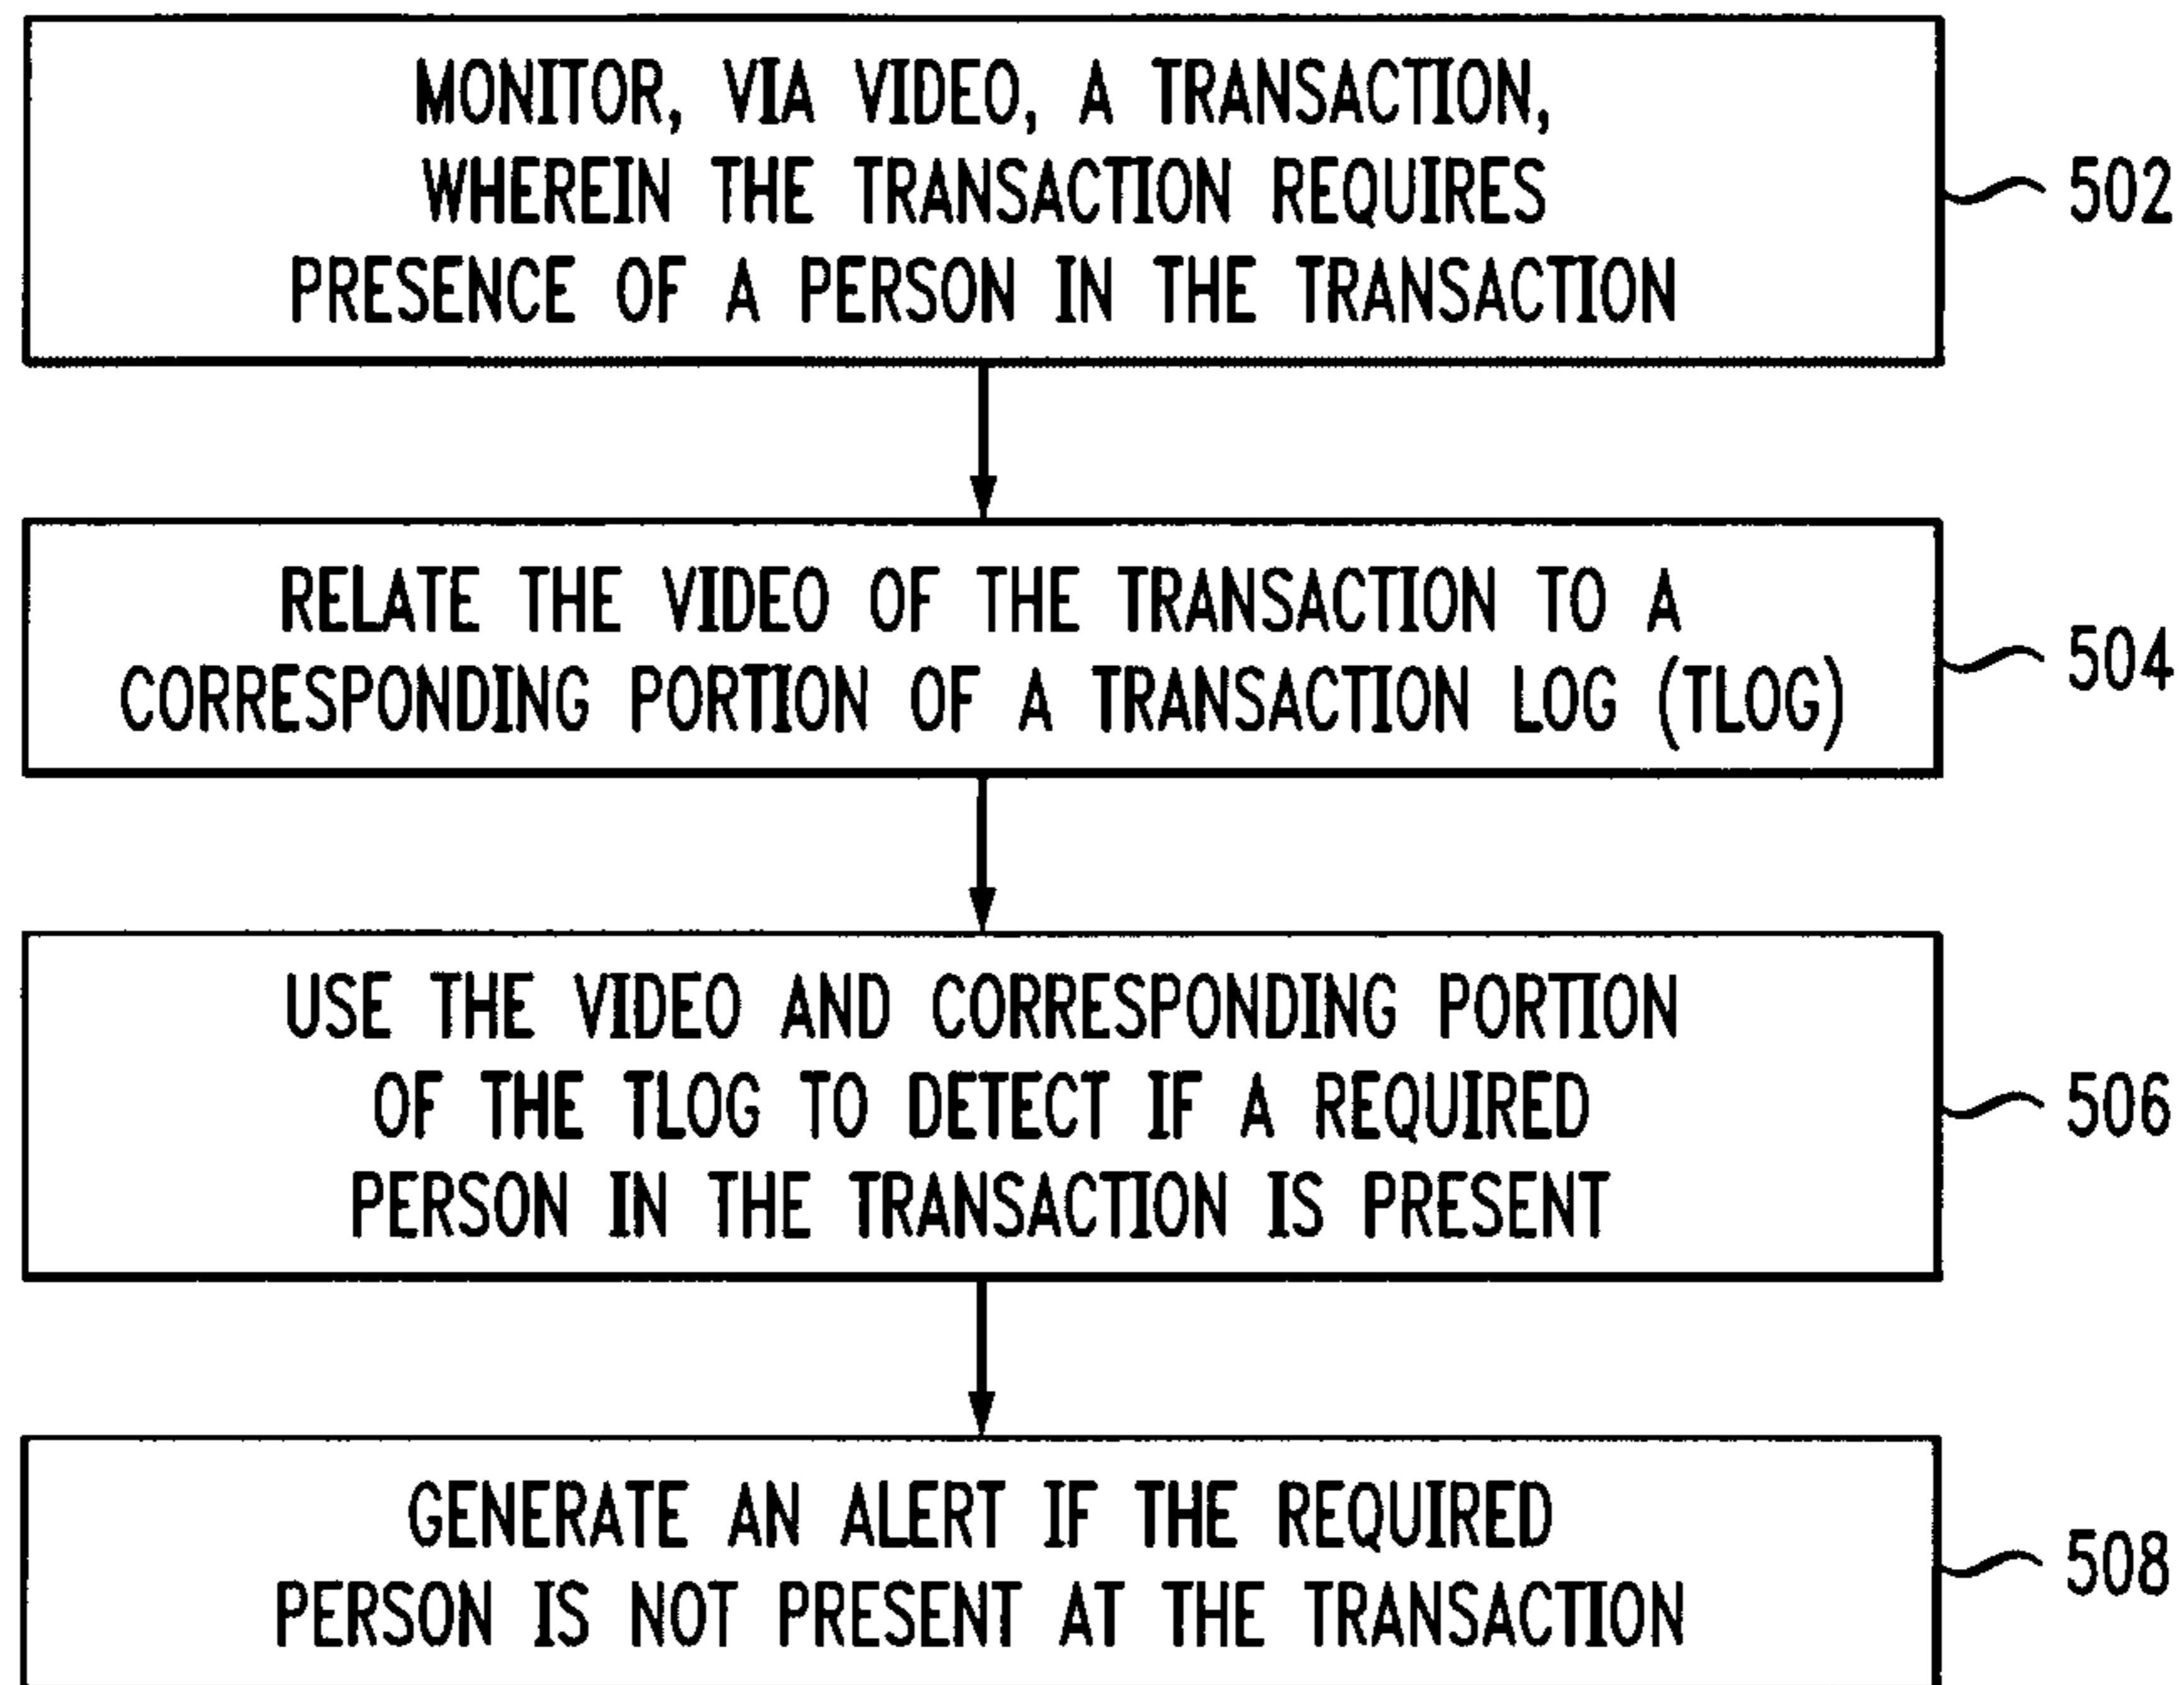 MONITOR, VIA VIDEO, A TRANSACTION,
WHEREIN THE TRANSACTION REQUIRES
PRESENCE OF A PERSON IN THE TRANSACTION
502
RELATE THE VIDEO OF THE TRANSACTION TO A
CORRESPONDING PORTION OF A TRANSACTION LOG (TLOG)
504
USE THE VIDEO AND CORRESPONDING PORTION
OF THE TLOG TO DETECT IF A REQUIRED
PERSON IN THE TRANSACTION IS PRESENT
506
GENERATE AN ALERT IF THE REQUIRED
PERSON IS NOT PRESENT AT THE TRANSACTION
508